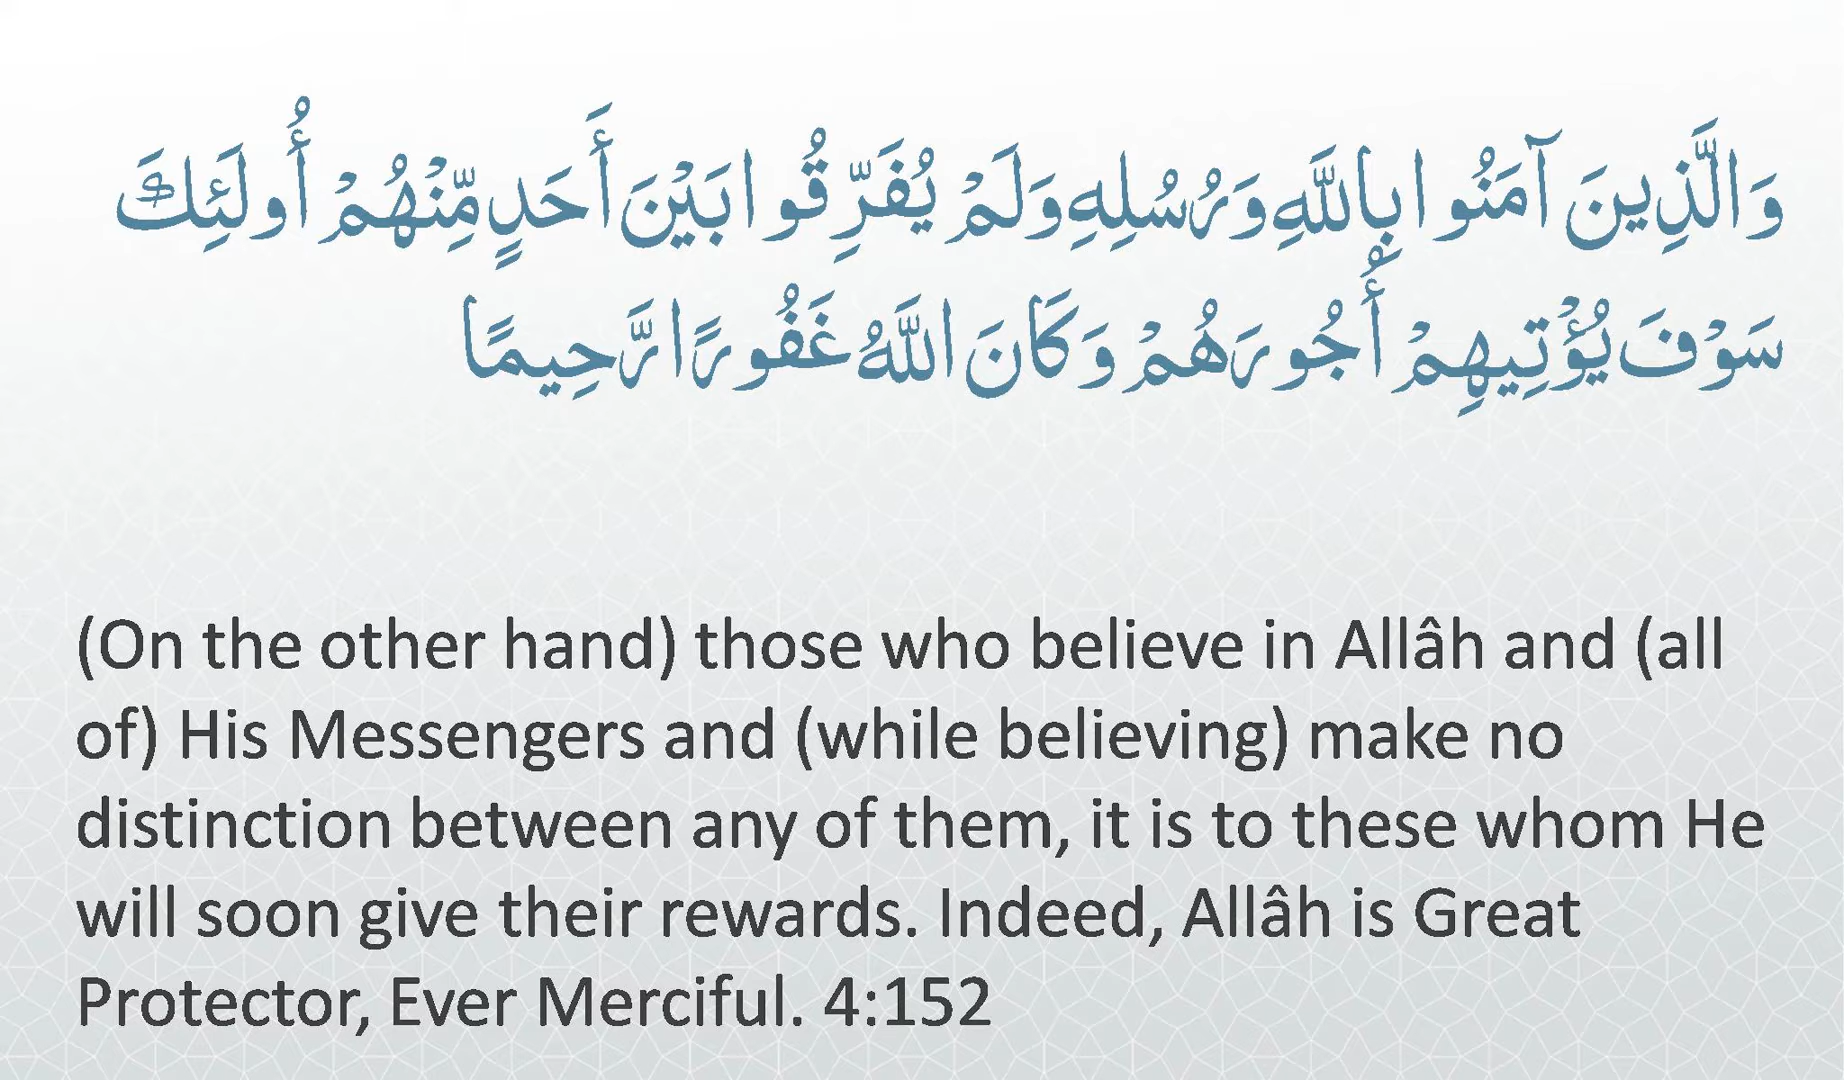 وَالَّذِينَ آمَنُوا بِاللَّهِ وَرُسُلِهِ وَلَمْ يُفَرِّقُوا بَيْنَ أَحَدٍ مِّنْهُمْ أُولَئِكَ
سَوْفَ يُؤْتِيهِمْ أُجُورَهُمْ وَكَانَ اللَّهُ غَفُورًا رَّحِيمًا
(On the other hand) those who believe in Allâh and (all
of) His Messengers and (while believing) make no
distinction between any of them, it is to these whom He
will soon give their rewards. Indeed, Allâh is Great
Protector, Ever Merciful. 4:152